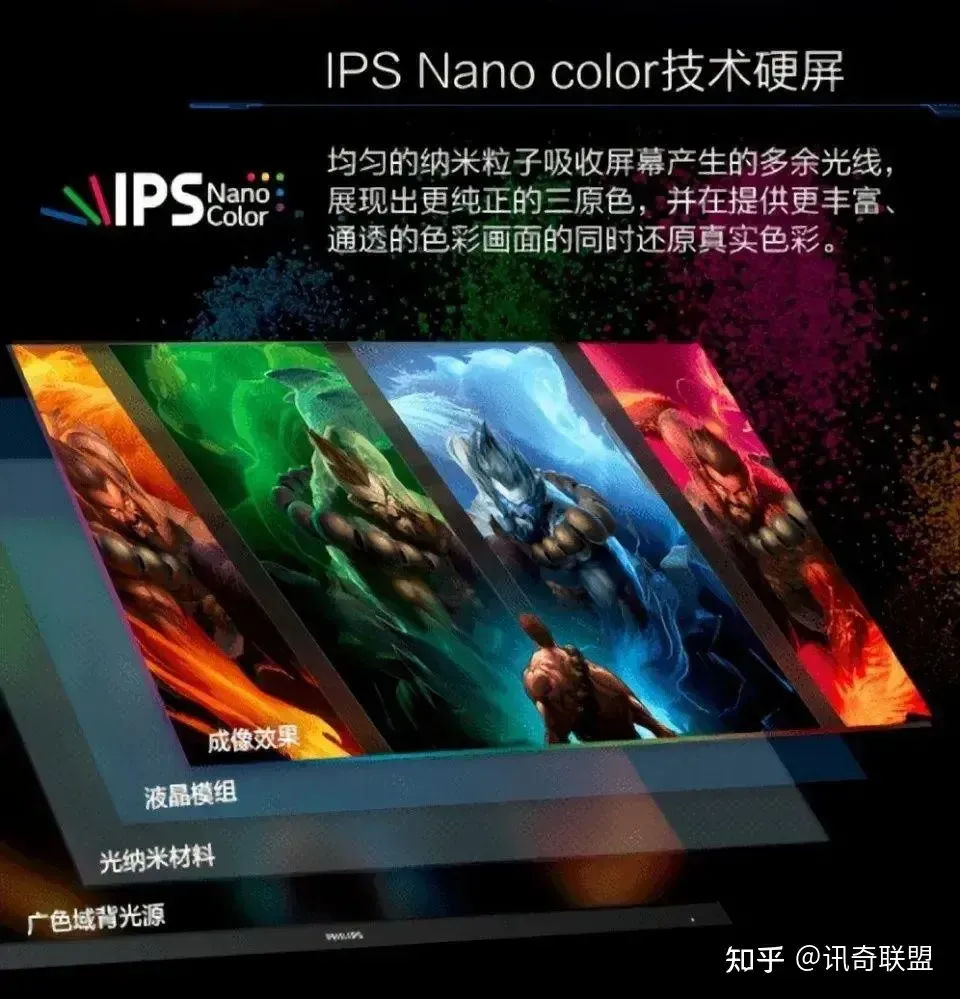 IPS Nano color技术硬屏
IPS Nano Color
均匀的纳米粒子吸收屏幕产生的多余光线，
展现出更纯正的三原色，并在提供更丰富、
通透的色彩画面的同时还原真实色彩。
成像效果
液晶模组
光纳米材料
广色域背光源
PHILIPS
知乎 @讯奇联盟